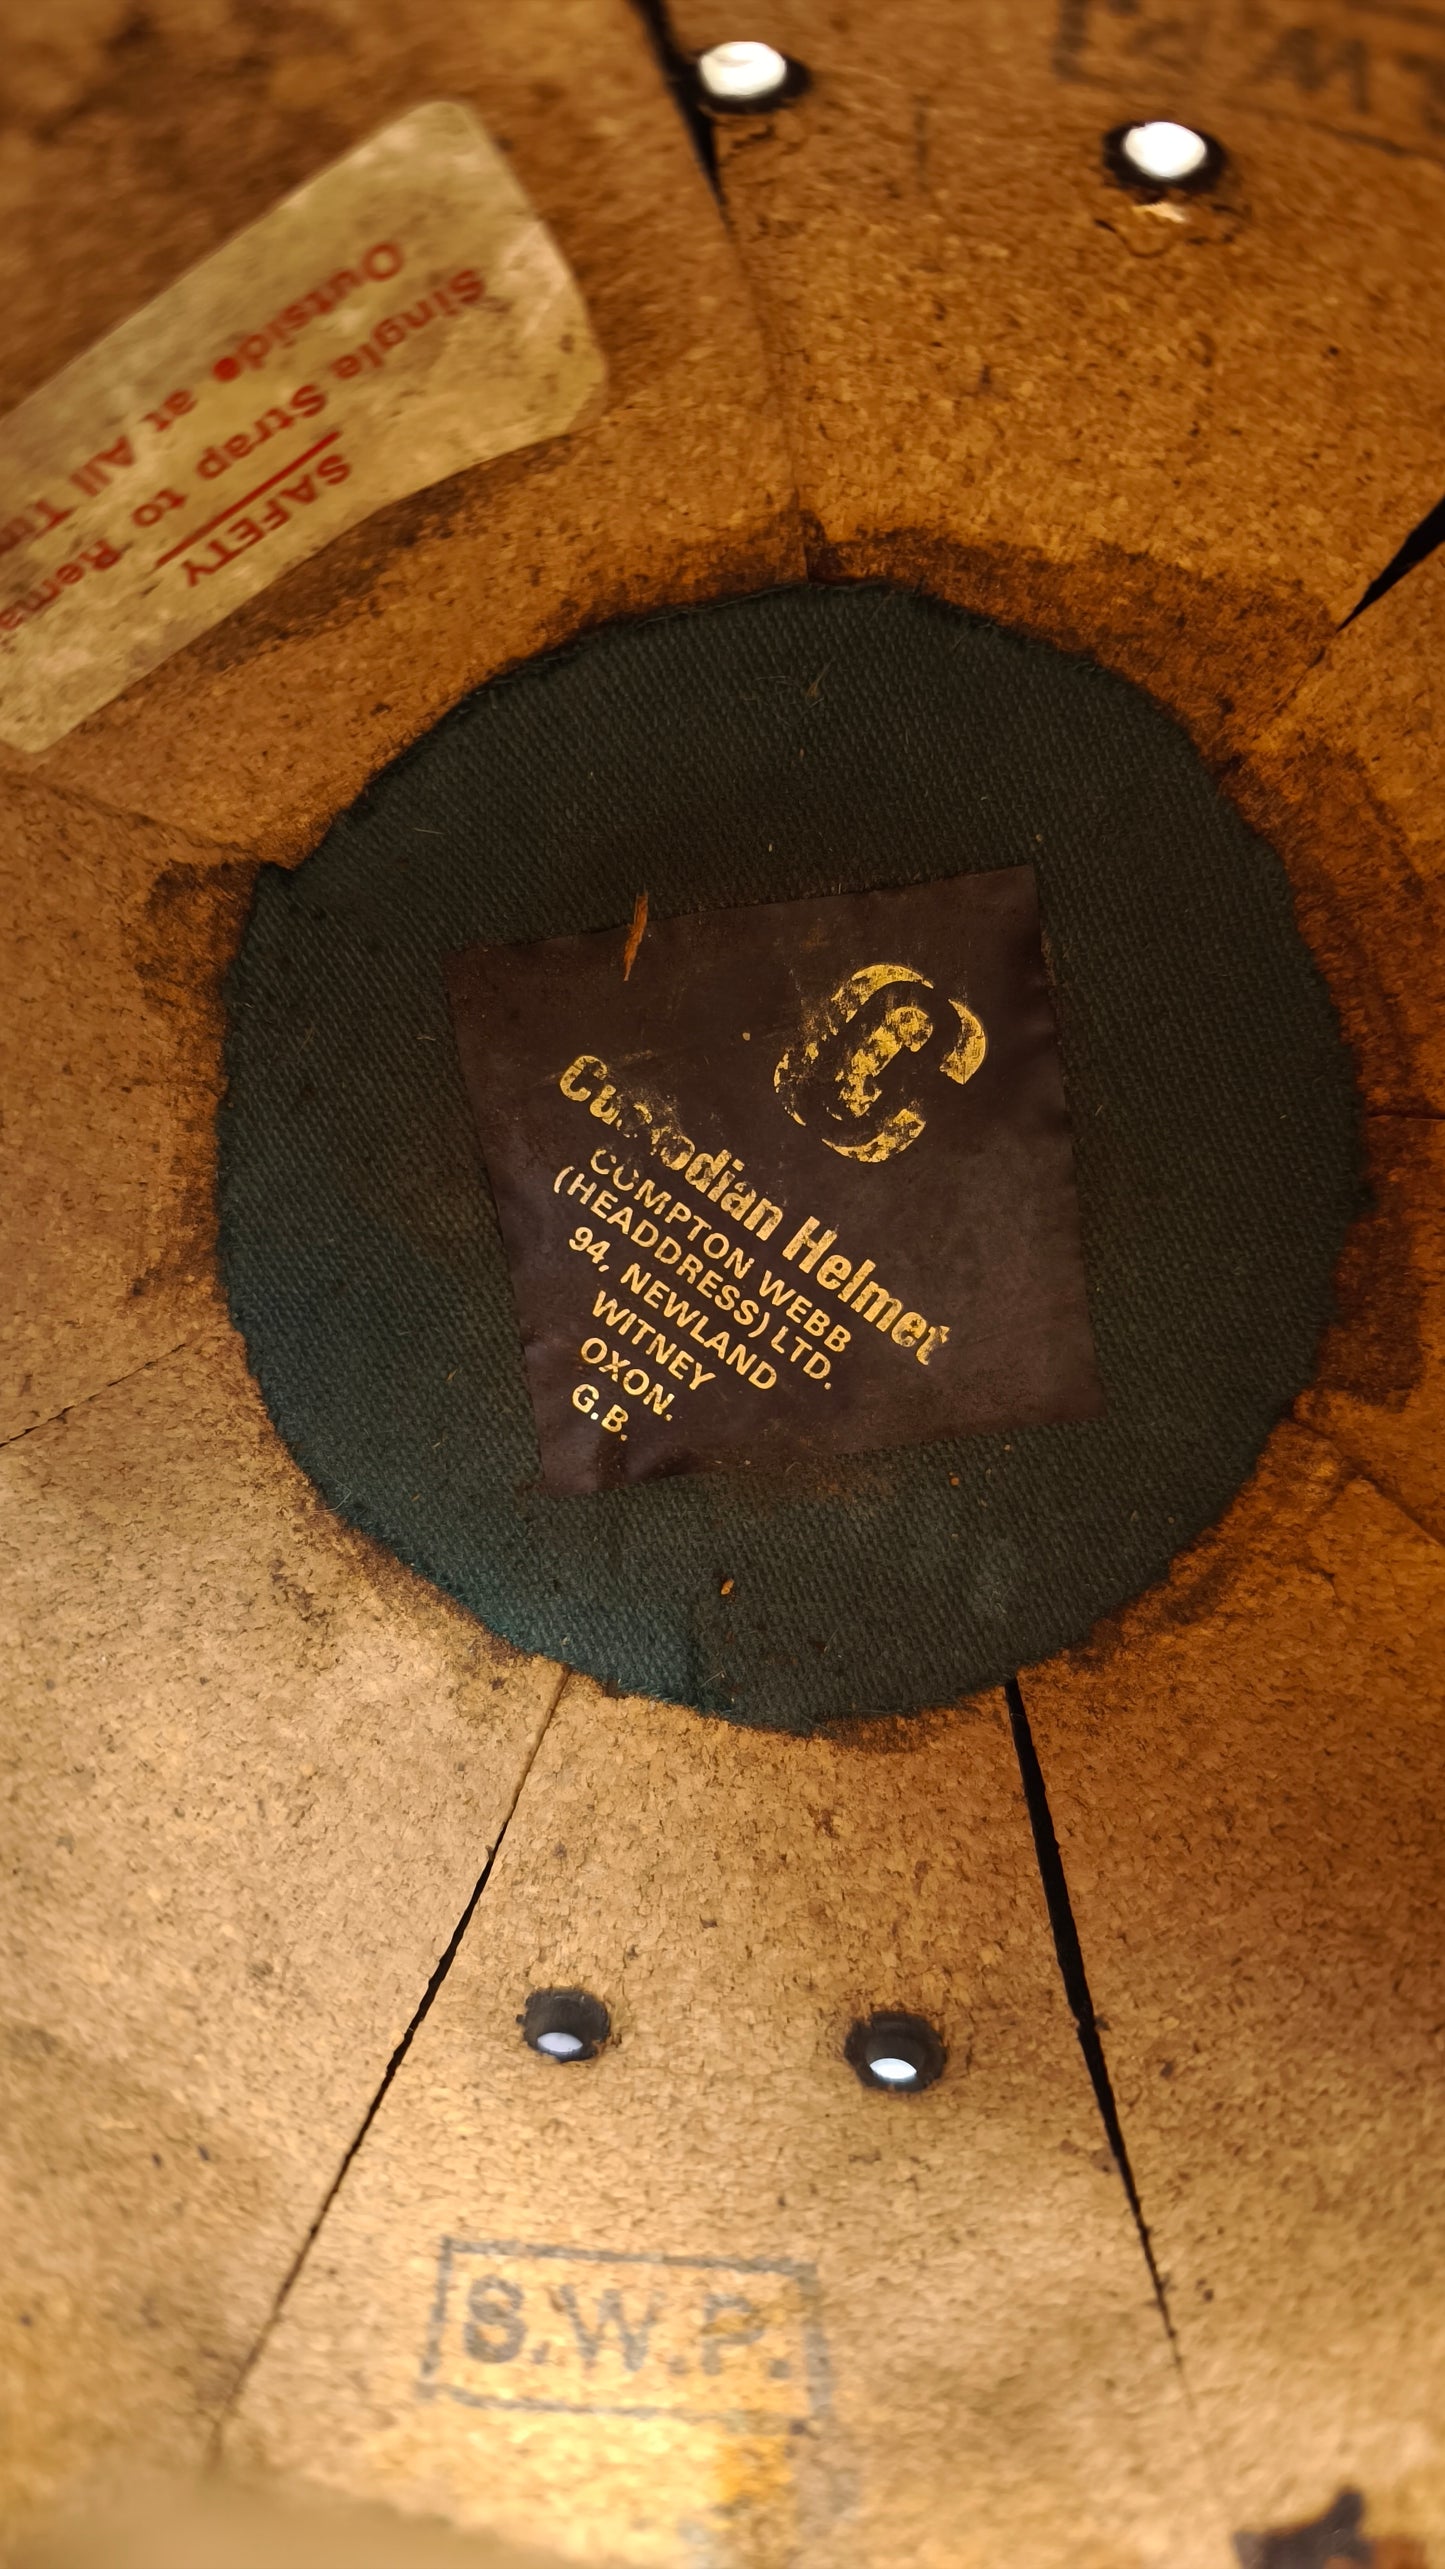 SAFETY
Single Strap to
Outside at All
C
Custodian Helmet
COMPTON WEBB
(HEADDRESS) LTD.
94, NEWLAND
WITNEY
OXON.
G.B.
S.W.P.